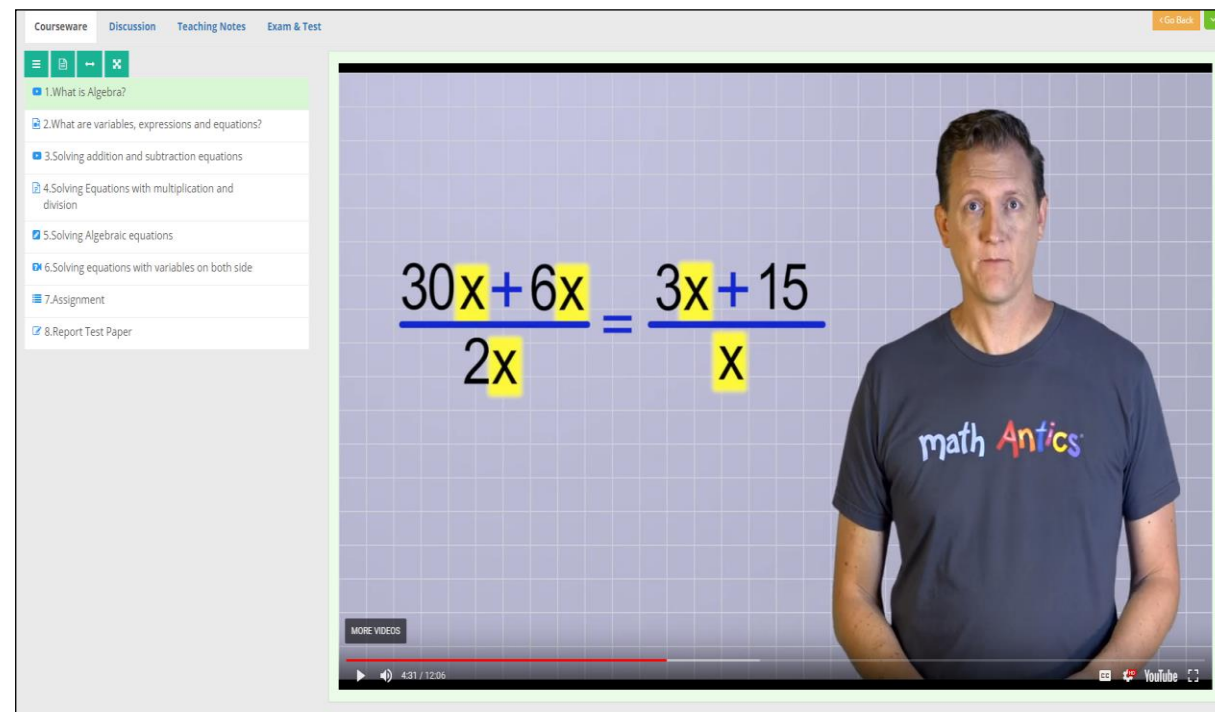 Courseware Discussion Teaching Notes Exam & Test
Go Back
1.What is Algebra?
2.What are variables, expressions and equations?
3.Solving addition and subtraction equations
4.Solving Equations with multiplication and
division
5.Solving Algebraic equations
6.Solving equations with variables on both side
7.Assignment
8.Report Test Paper
30x+6x = 3x+15
2x x
math Antics
MORE VIDEOS
4:31 / 12:06 CC HD YouTube